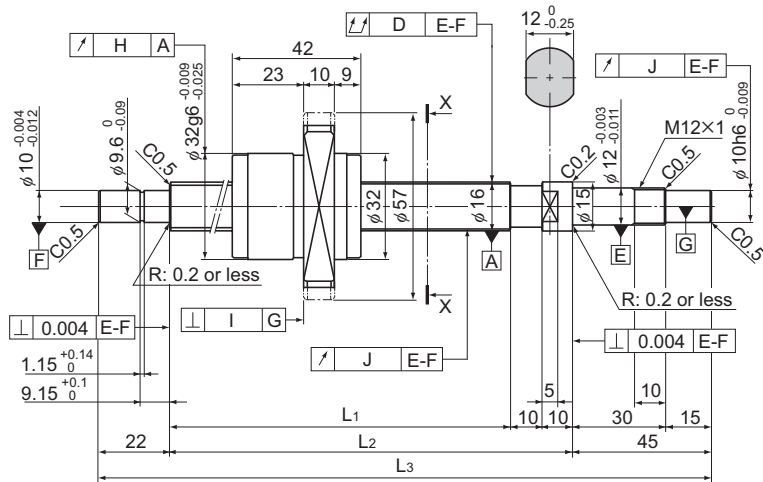 12 0 -0.25
42
D E-F
H A
23 10 9
J E-F
φ10 -0.004 -0.012
φ9.6 0 -0.09
C0.5
φ32g6 -0.009 -0.025
X
M12×1
C0.2
φ12 -0.003 -0.011
C0.5
φ10h6 0 -0.009
φ32
φ57
φ16
φ15
F
C0.5
A
E
G
C0.5
R: 0.2 or less
R: 0.2 or less
X
⊥ 0.004 E-F
⊥ I G
⊥ 0.004 E-F
J E-F
1.15 +0.14 0
9.15 +0.1 0
5
10
L1
10 10 30 15
22 L2 45
L3